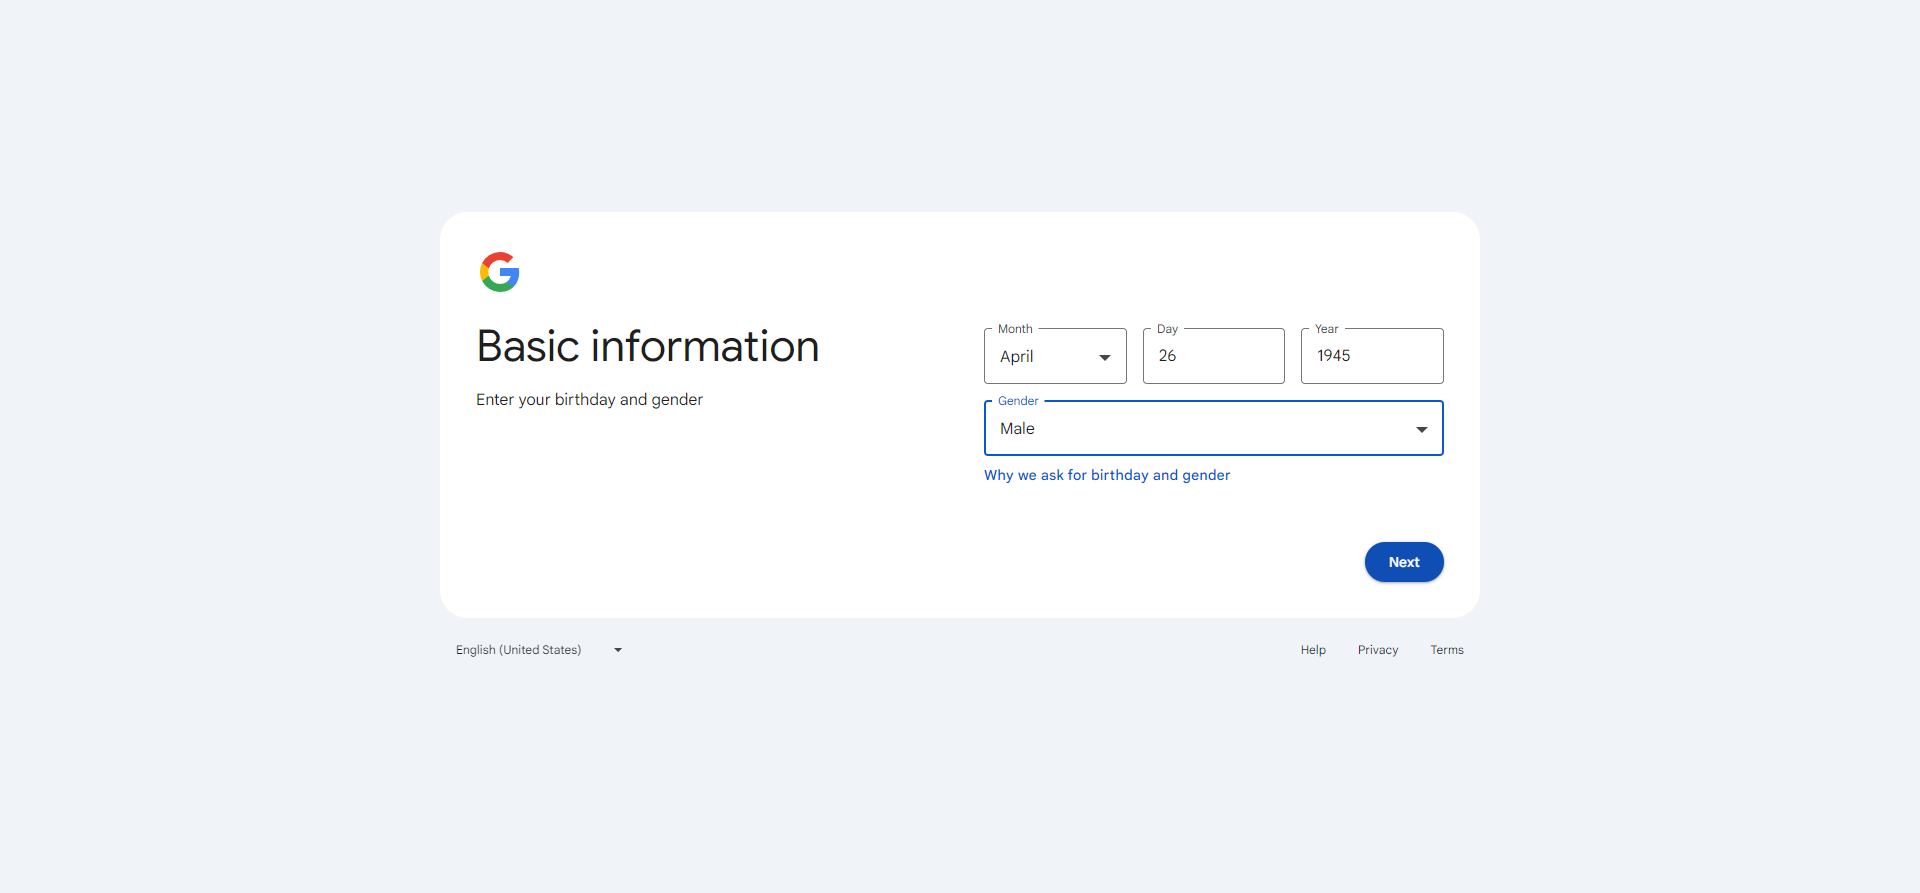 Basic information
Enter your birthday and gender
Month
April
Day
26
Year
1945
Gender
Male
Why we ask for birthday and gender
Next
English (United States)
Help
Privacy
Terms